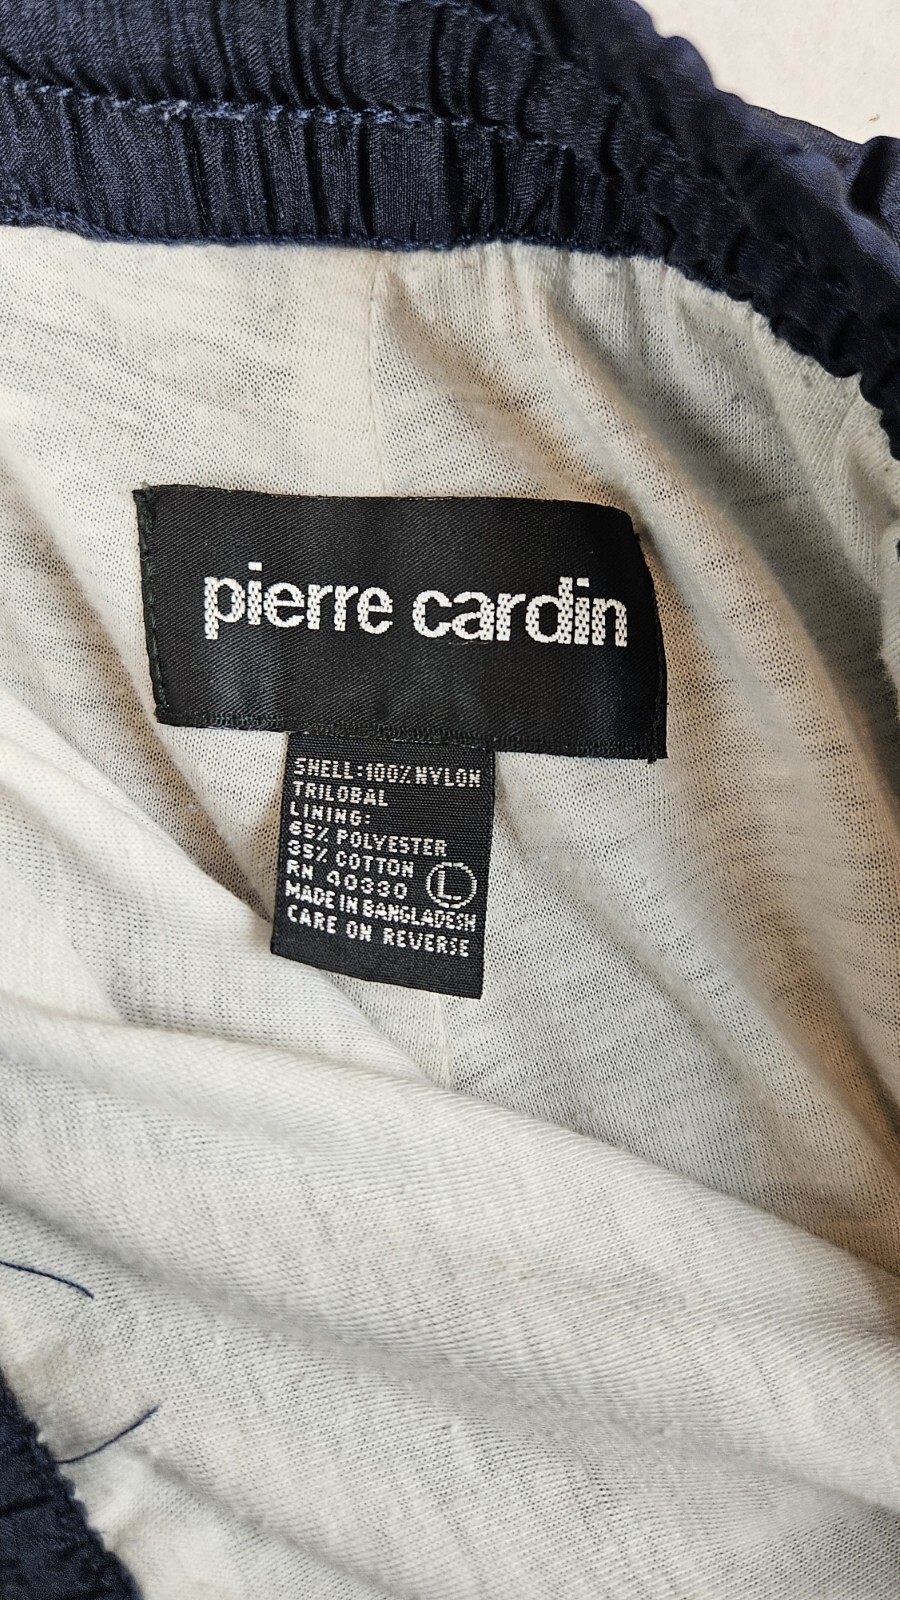 pierre cardin
SHELL:100% NYLON
TRILOBAL
LINING:
65% POLYESTER
35% COTTON
RN 40330 L
MADE IN BANGLADESH
CARE ON REVERSE